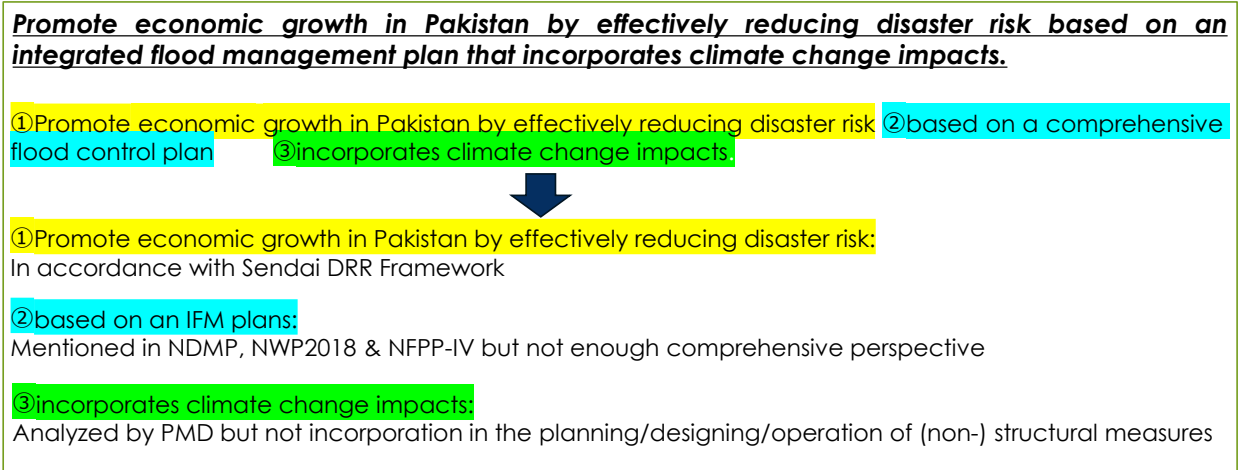 Promote economic growth in Pakistan by effectively reducing disaster risk based on an
integrated flood management plan that incorporates climate change impacts.
①Promote economic growth in Pakistan by effectively reducing disaster risk ②based on a comprehensive
flood control plan ③incorporates climate change impacts.
①Promote economic growth in Pakistan by effectively reducing disaster risk:
In accordance with Sendai DRR Framework
②based on an IFM plans:
Mentioned in NDMP, NWP2018 & NFPP-IV but not enough comprehensive perspective
③incorporates climate change impacts:
Analyzed by PMD but not incorporation in the planning/designing/operation of (non-) structural measures